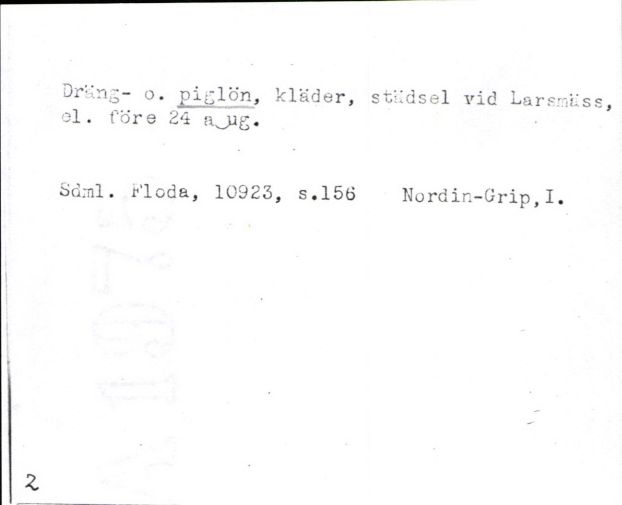 Dräng- o. piglön, kläder, städsel vid Larsmäss,
el. före 24 aug.
Sdml. Floda, 10923, s.156 Nordin-Grip,I.
2